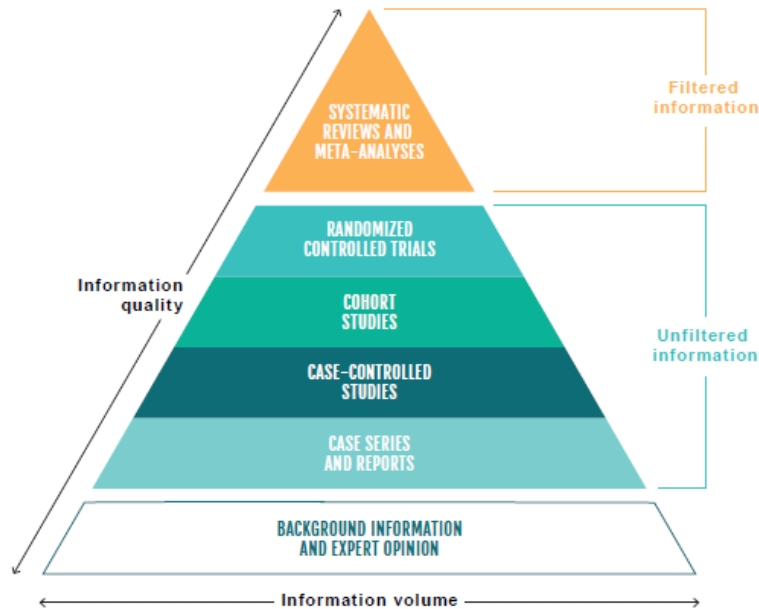 SYSTEMATIC
REVIEWS AND
META-ANALYSES
Filtered
information
RANDOMIZED
CONTROLLED TRIALS
Information
quality
COHORT
STUDIES
Unfiltered
information
CASE-CONTROLLED
STUDIES
CASE SERIES
AND REPORTS
BACKGROUND INFORMATION
AND EXPERT OPINION
Information volume